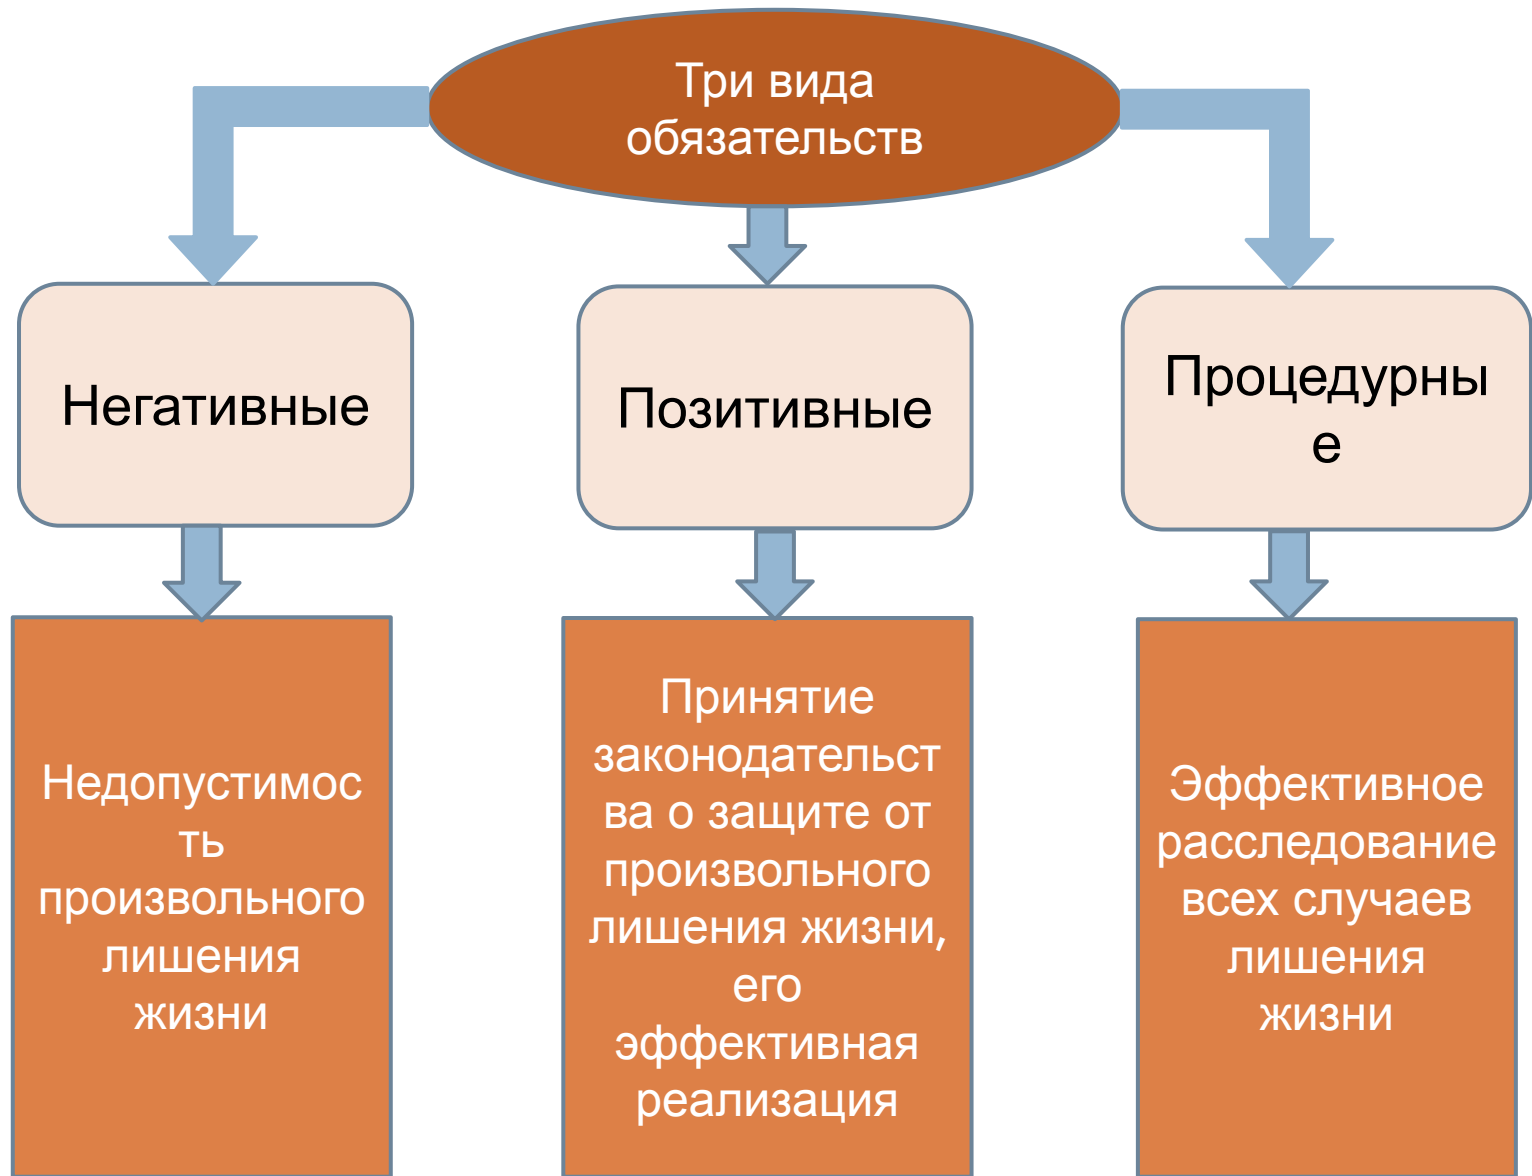 Три вида
обязательств
Негативные
Позитивные
Процедурны
е
Недопустимос
ть
произвольного
лишения
жизни
Принятие
законодательст
ва о защите от
произвольного
лишения жизни,
его
эффективная
реализация
Эффективное
расследование
всех случаев
лишения
жизни